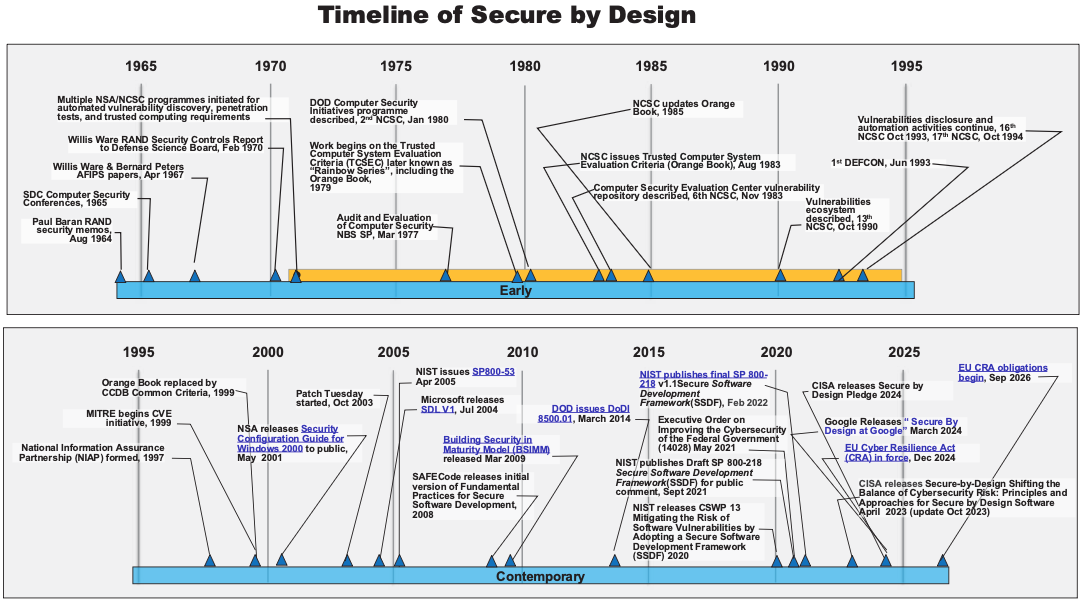 Timeline of Secure by Design
1965
1970
1975
1980
1985
1990
1995
Multiple NSA/NCSC programmes initiated for
automated vulnerability discovery, penetration
tests, and trusted computing requirements
Willis Ware RAND Security Controls Report
to Defense Science Board, Feb 1970
Willis Ware & Bernard Peters
AFIPS papers, Apr 1967
SDC Computer Security
Conferences, 1965
Paul Baran RAND
security memos,
Aug 1964
DOD Computer Security
Initiatives programme
described, 2nd NCSC, Jan 1980
Work begins on the Trusted
Computer System Evaluation
Criteria (TCSEC) later known as
“Rainbow Series”, including the
Orange Book,
1979
Audit and Evaluation
of Computer Security
NBS SP, Mar 1977
NCSC updates Orange
Book, 1985
NCSC issues Trusted Computer System
Evaluation Criteria (Orange Book), Aug 1983
Computer Security Evaluation Center vulnerability
repository described, 6th NCSC, Nov 1983
Vulnerabilities
ecosystem
described, 13th
NCSC, Oct 1990
Vulnerabilities disclosure and
automation activities continue, 16th
NCSC Oct 1993, 17th NCSC, Oct 1994
1st DEFCON, Jun 1993
Early
1995
2000
2005
2010
2015
2020
2025
Orange Book replaced by
CCDB Common Criteria, 1999
MITRE begins CVE
initiative, 1999
National Information Assurance
Partnership (NIAP) formed, 1997
NSA releases Security
Configuration Guide for
Windows 2000 to public,
May 2001
Patch Tuesday
started, Oct 2003
NIST issues SP800-53
Apr 2005
Microsoft releases
SDL V1, Jul 2004
Building Security in
Maturity Model (BSIMM)
released Mar 2009
SAFECode releases initial
version of Fundamental
Practices for Secure
Software Development,
2008
DOD issues DoDI
8500.01, March 2014
NIST publishes final SP 800-
218 v1.1Secure Software
Development
Framework(SSDF), Feb 2022
Executive Order on
Improving the Cybersecurity
of the Federal Government
(14028) May 2021
NIST publishes Draft SP 800-218
Secure Software Development
Framework(SSDF) for public
comment, Sept 2021
NIST releases CSWP 13
Mitigating the Risk of
Software Vulnerabilities by
Adopting a Secure Software
Development Framework
(SSDF) 2020
CISA releases Secure by
Design Pledge 2024
Google Releases “ Secure By
Design at Google” March 2024
EU Cyber Resilience Act
(CRA) in force, Dec 2024
CISA releases Secure-by-Design Shifting the
Balance of Cybersecurity Risk: Principles and
Approaches for Secure by Design Software
April 2023 (update Oct 2023)
EU CRA obligations
begin, Sep 2026
Contemporary